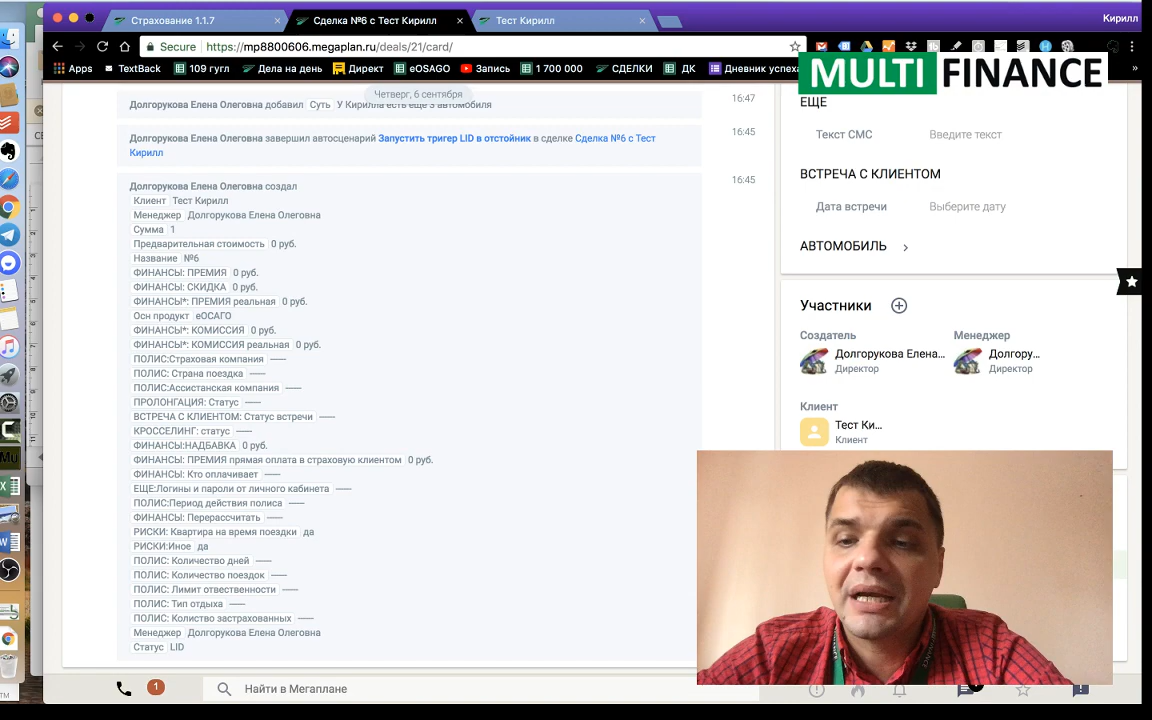 Страхование 1.1.7
Сделка №6 с Тест Кирилл
Тест Кирилл
Кирилл
Secure
https://mp8800606.megaplan.ru/deals/21/card/
Apps
TextBack
109 гугл
Дела на день
Директ
eOSAGO
Запись
1 700 000
СДЕЛКИ
ДК
Дневник успеха
»
MULTI FINANCE
Четверг, 6 сентября
Долгорукова Елена Олеговна добавил Суть У Кирилла есть еще 3 автомобиля
16:47
Долгорукова Елена Олеговна завершил автосценарий Запустить тригер LID в отстойник в сделке Сделка №6 с Тест
Кирилл
16:45
Долгорукова Елена Олеговна создал
16:45
Клиент Тест Кирилл
Менеджер Долгорукова Елена Олеговна
Сумма 1
Предварительная стоимость 0 руб.
Название №6
ФИНАНСЫ: ПРЕМИЯ 0 руб.
ФИНАНСЫ: СКИДКА 0 руб.
ФИНАНСЫ*: ПРЕМИЯ реальная 0 руб.
Осн продукт еОСАГО
ФИНАНСЫ*: КОМИССИЯ 0 руб.
ФИНАНСЫ*: КОМИССИЯ реальная 0 руб.
ПОЛИС:Страховая компания —
ПОЛИС: Страна поездка —
ПОЛИС:Ассистанская компания —
ПРОЛОНГАЦИЯ: Статус —
ВСТРЕЧА С КЛИЕНТОМ: Статус встречи —
КРОССЕЛИНГ: статус —
ФИНАНСЫ:НАДБАВКА 0 руб.
ФИНАНСЫ: ПРЕМИЯ прямая оплата в страховую клиентом 0 руб.
ФИНАНСЫ: Кто оплачивает —
ЕЩЕ:Логины и пароли от личного кабинета —
ПОЛИС:Период действия полиса —
ФИНАНСЫ: Перерассчитать —
РИСКИ: Квартира на время поездки да
РИСКИ:Иное да
ПОЛИС: Количество дней —
ПОЛИС: Количество поездок —
ПОЛИС: Лимит отвественности —
ПОЛИС: Тип отдыха —
ПОЛИС: Колиство застрахованных —
Менеджер Долгорукова Елена Олеговна
Статус LID
ЕЩЕ
Текст СМС
Введите текст
ВСТРЕЧА С КЛИЕНТОМ
Дата встречи
Выберите дату
АВТОМОБИЛЬ
Участники
Создатель
Менеджер
Долгорукова Елена...
Долгору...
Директор
Директор
Клиент
Тест Ки...
Клиент
1
Найти в Мегаплане